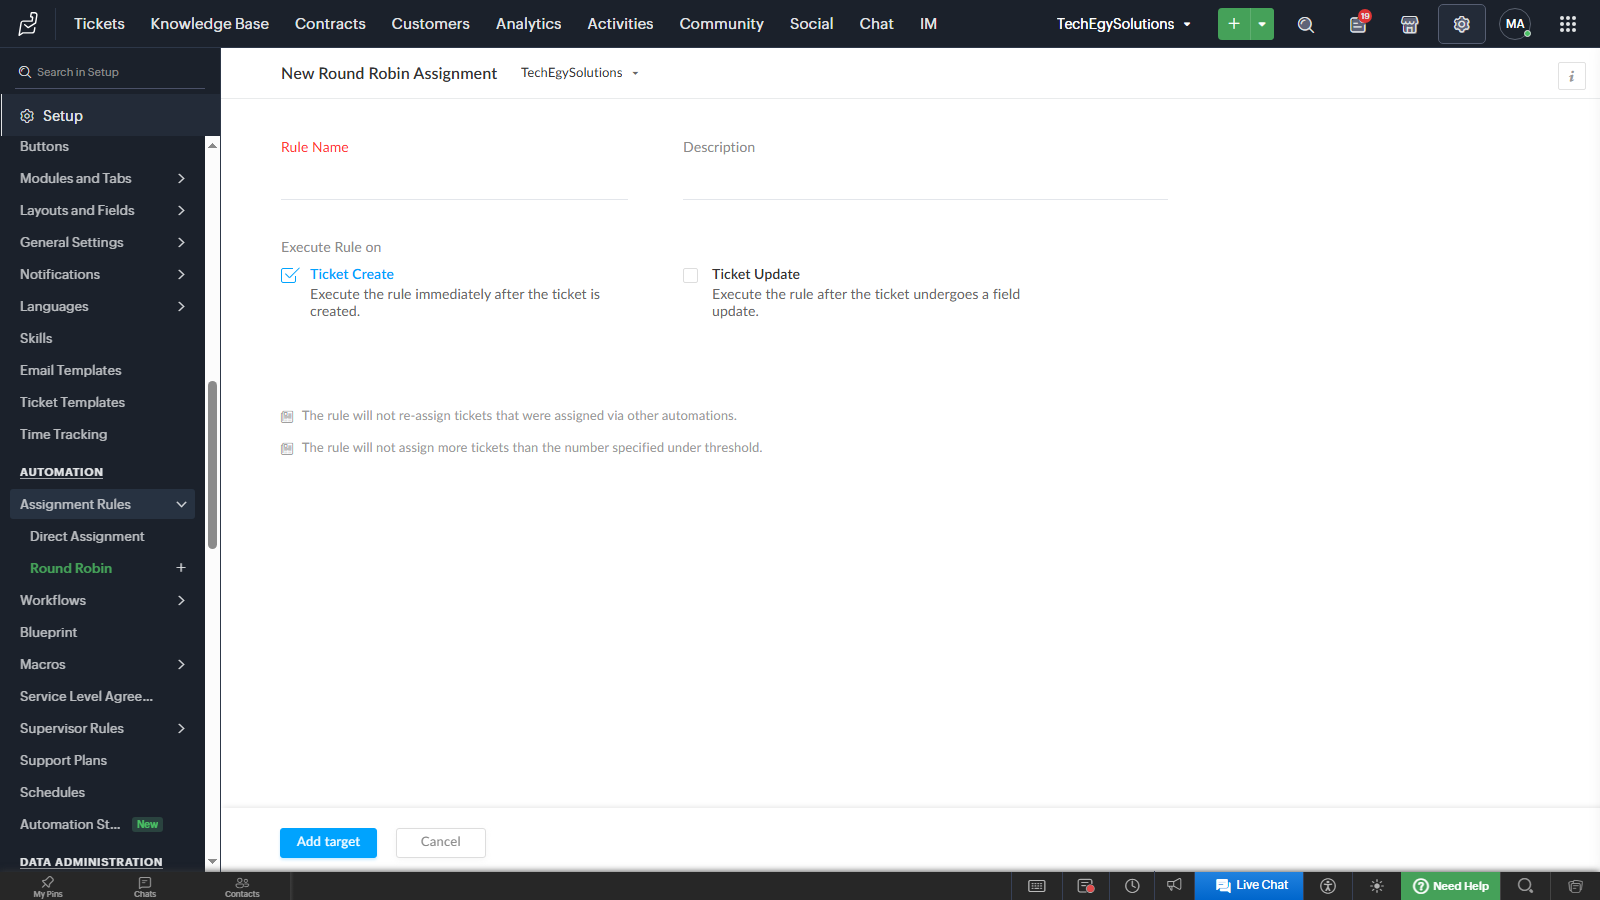 Tickets Knowledge Base Contracts Customers Analytics Activities Community Social Chat IM TechEgySolutions 19 MA
Search in Setup
Setup
Buttons
Modules and Tabs
Layouts and Fields
General Settings
Notifications
Languages
Skills
Email Templates
Ticket Templates
Time Tracking
AUTOMATION
Assignment Rules
Direct Assignment
Round Robin +
Workflows
Blueprint
Macros
Service Level Agree...
Supervisor Rules
Support Plans
Schedules
Automation St... New
DATA ADMINISTRATION
New Round Robin Assignment TechEgySolutions
i
Rule Name
Description
Execute Rule on
Ticket Create
Execute the rule immediately after the ticket is
created.
Ticket Update
Execute the rule after the ticket undergoes a field
update.
The rule will not re-assign tickets that were assigned via other automations.
The rule will not assign more tickets than the number specified under threshold.
Add target Cancel
My Pins Chats Contacts Live Chat Need Help